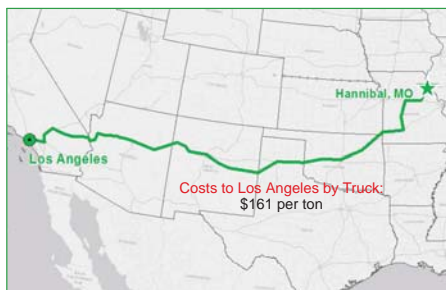 Hannibal, MO
Los Angeles
Costs to Los Angeles by Truck:
$161 per ton